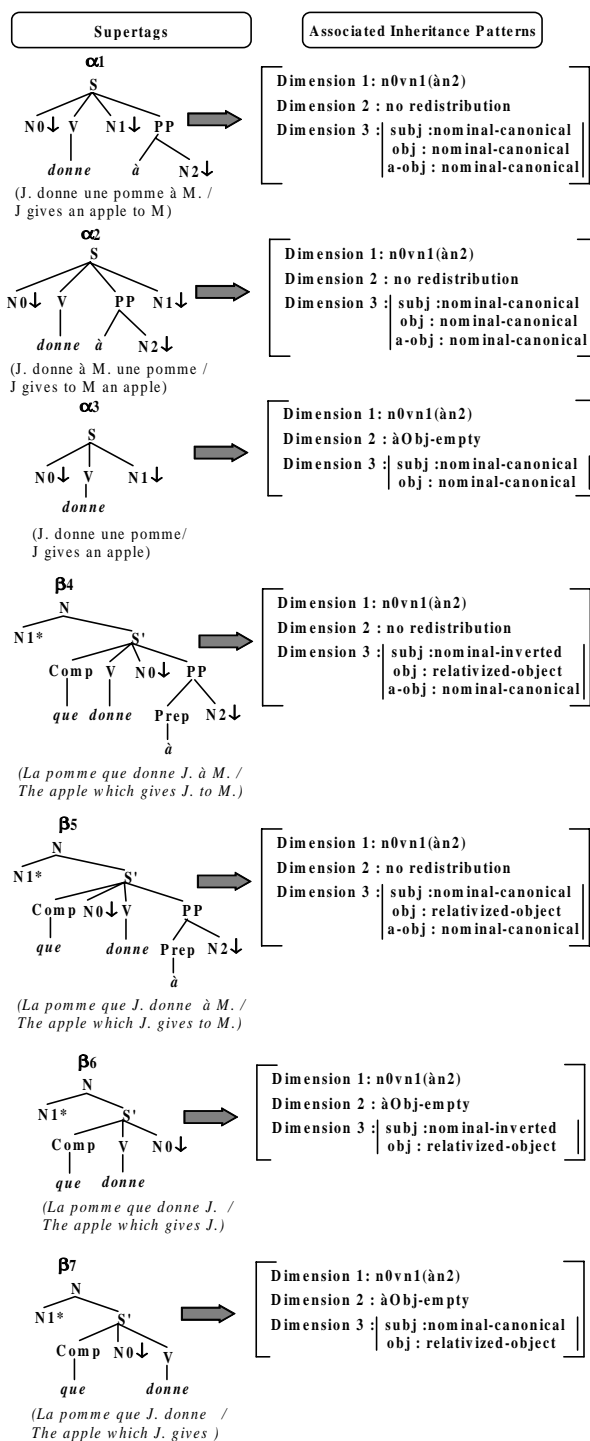 Supertags
Associated Inheritance Patterns
α1
S
N0↓ V N1↓ PP
donne à N2↓
(J. donne une pomme à M. /
J gives an apple to M)
Dimension 1: n0vn1(àn2)
Dimension 2 : no redistribution
Dimension 3 : subj :nominal-canonical
obj : nominal-canonical
a-obj : nominal-canonical
α2
S
N0↓ V PP N1↓
donne à N2↓
(J. donne à M. une pomme /
J gives to M an apple)
Dimension 1: n0vn1(àn2)
Dimension 2 : no redistribution
Dimension 3 : subj :nominal-canonical
obj : nominal-canonical
a-obj : nominal-canonical
α3
S
N0↓ V N1↓
donne
(J. donne une pomme/
J gives an apple)
Dimension 1: n0vn1(àn2)
Dimension 2 : àObj-empty
Dimension 3 : subj :nominal-canonical
obj : nominal-canonical
β4
N
N1* S'
Comp V N0↓ PP
que donne Prep N2↓
à
(La pomme que donne J. à M. /
The apple which gives J. to M.)
Dimension 1: n0vn1(àn2)
Dimension 2 : no redistribution
Dimension 3 : subj :nominal-inverted
obj : relativized-object
a-obj : nominal-canonical
β5
N
N1* S'
Comp N0↓ V PP
que donne Prep N2↓
à
(La pomme que J. donne à M. /
The apple which J. gives to M.)
Dimension 1: n0vn1(àn2)
Dimension 2 : no redistribution
Dimension 3 : subj :nominal-canonical
obj : relativized-object
a-obj : nominal-canonical
β6
N
N1* S'
Comp V N0↓
que donne
(La pomme que donne J. /
The apple which gives J.)
Dimension 1: n0vn1(àn2)
Dimension 2 : àObj-empty
Dimension 3 : subj :nominal-inverted
obj : relativized-object
β7
N
N1* S'
Comp N0↓ V
que donne
(La pomme que J. donne /
The apple which J. gives )
Dimension 1: n0vn1(àn2)
Dimension 2 : àObj-empty
Dimension 3 : subj :nominal-canonical
obj : relativized-object